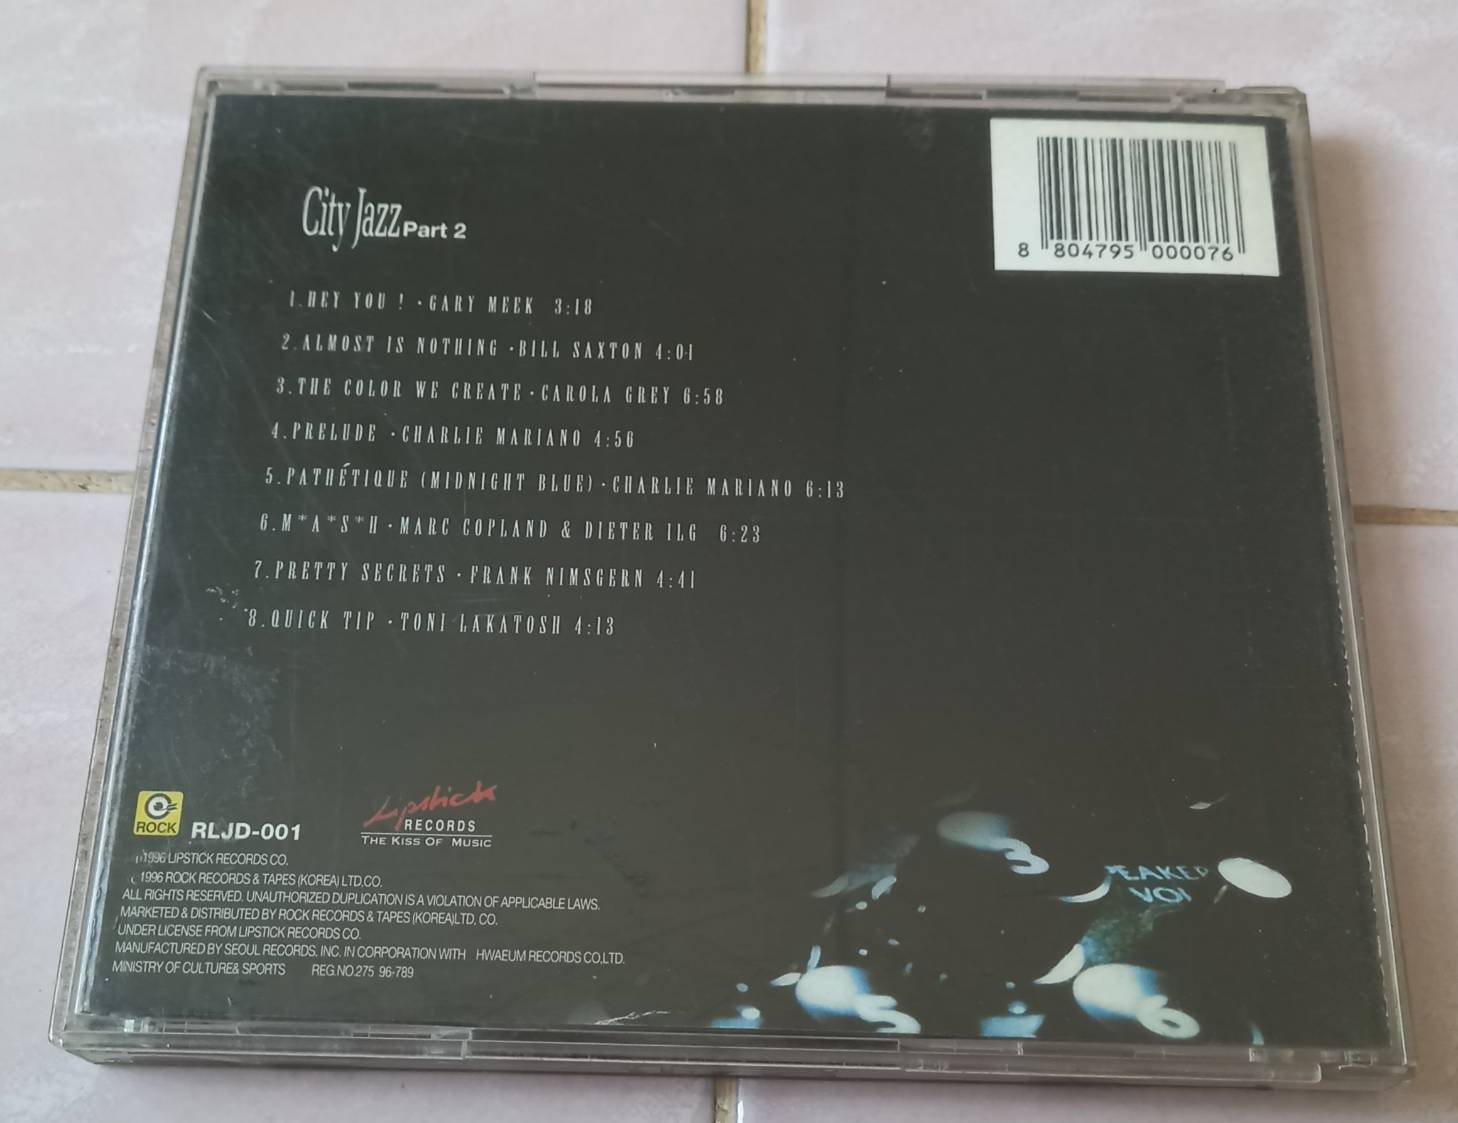 City Jazz Part 2
8 804795 000076
1.HEY YOU ! · GARY MEEK 3:18
2.ALMOST IS NOTHING · BILL SAXTON 4:01
3.THE COLOR WE CREATE · CAROLA GREY 6:58
4.PRELUDE · CHARLIE MARIANO 4:56
5.PATHÉTIQUE (MIDNIGHT BLUE) · CHARLIE MARIANO 6:13
6.M*A*S*H · MARC COPLAND & DIETER ILG 6:23
7.PRETTY SECRETS · FRANK NIMSGERN 4:41
8.QUICK TIP · TONI LAKATOSH 4:13
ROCK
RLJD-001
Lipstick
RECORDS
THE KISS OF MUSIC
1996 LIPSTICK RECORDS CO.
1996 ROCK RECORDS & TAPES (KOREA) LTD.CO.
ALL RIGHTS RESERVED. UNAUTHORIZED DUPLICATION IS A VIOLATION OF APPLICABLE LAWS.
MARKETED & DISTRIBUTED BY ROCK RECORDS & TAPES (KOREA)LTD. CO.
UNDER LICENSE FROM LIPSTICK RECORDS CO.
MANUFACTURED BY SEOUL RECORDS, INC. IN CORPORATION WITH HWAEUM RECORDS CO,LTD.
MINISTRY OF CULTURE& SPORTS REG.NO.275 96-789
3
5
6